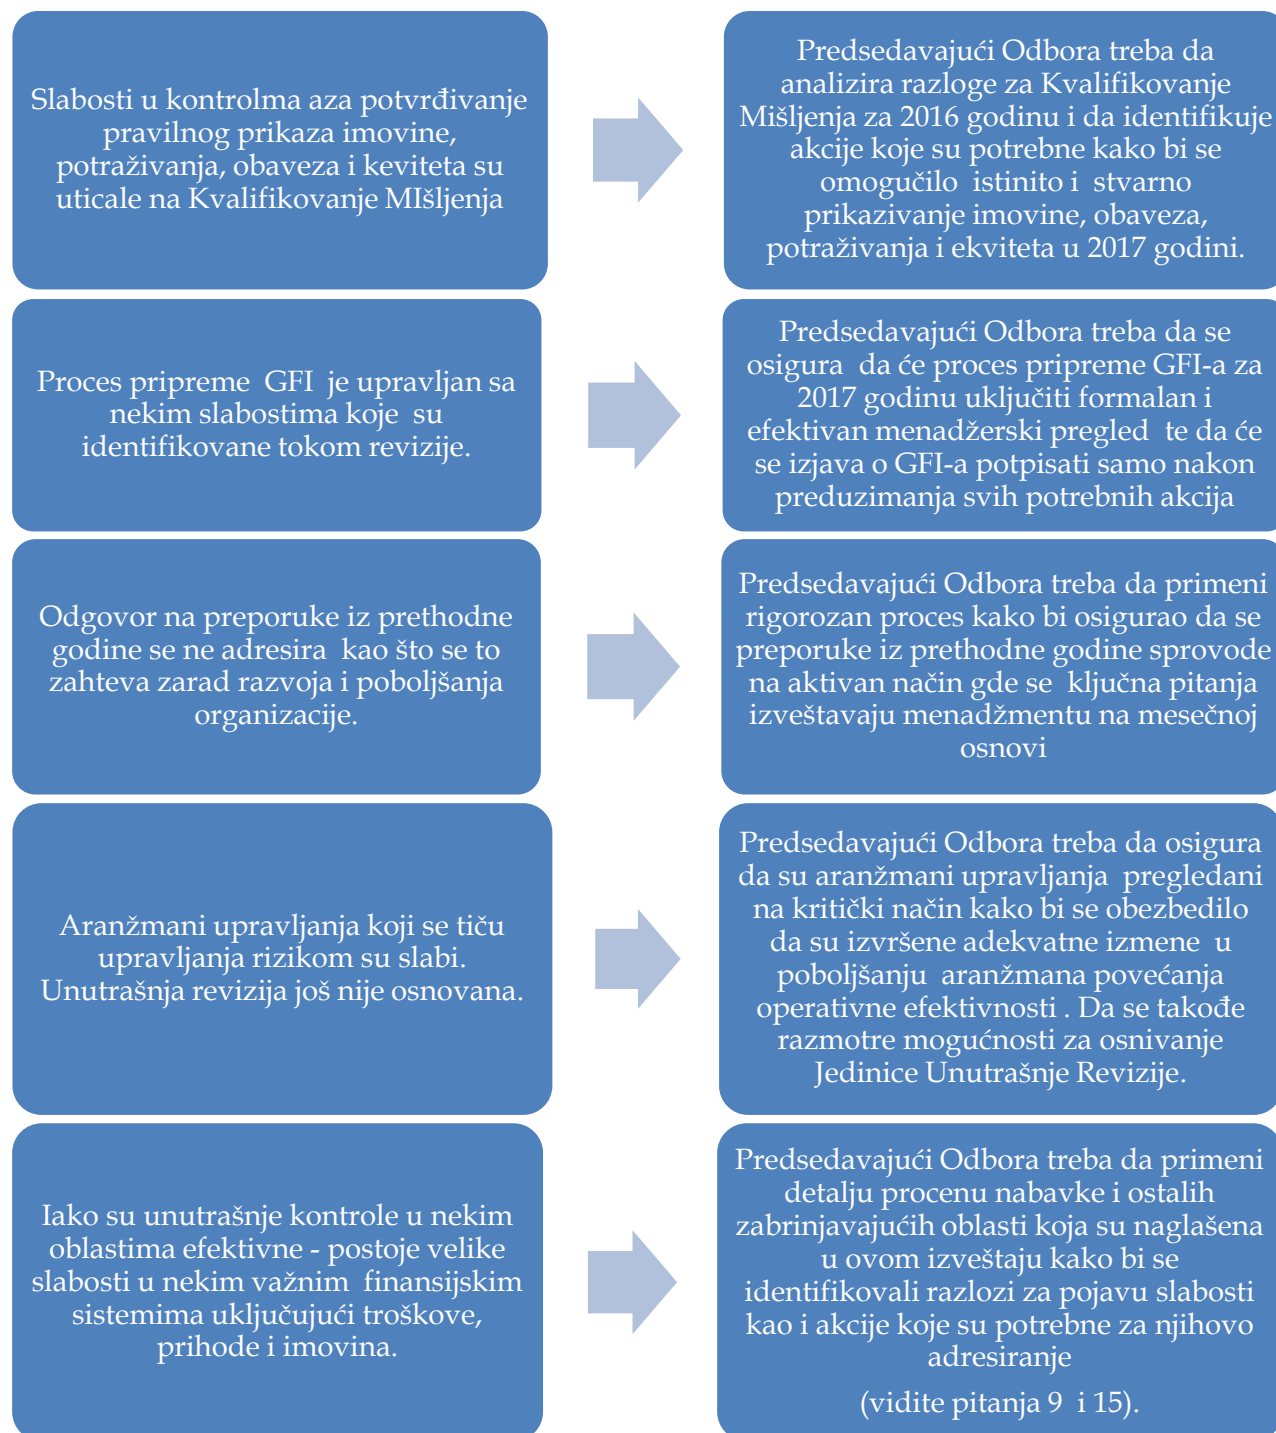 Slabosti u kontrolma aza potvrđivanje
pravilnog prikaza imovine,
potraživanja, obaveza i keviteta su
uticale na Kvalifikovanje MIšljenja
Predsedavajući Odbora treba da
analizira razloge za Kvalifikovanje
Mišljenja za 2016 godinu i da identifikuje
akcije koje su potrebne kako bi se
omogučilo istinito i stvarno
prikazivanje imovine, obaveza,
potraživanja i ekviteta u 2017 godini.
Proces pripreme GFI je upravljan sa
nekim slabostima koje su
identifikovane tokom revizije.
Predsedavajući Odbora treba da se
osigura da će proces pripreme GFI-a za
2017 godinu uključiti formalan i
efektivan menadžerski pregled te da će
se izjava o GFI-a potpisati samo nakon
preduzimanja svih potrebnih akcija
Odgovor na preporuke iz prethodne
godine se ne adresira kao što se to
zahteva zarad razvoja i poboljšanja
organizacije.
Predsedavajući Odbora treba da primeni
rigorozan proces kako bi osigurao da se
preporuke iz prethodne godine sprovode
na aktivan način gde se ključna pitanja
izveštavaju menadžmentu na mesečnoj
osnovi
Aranžmani upravljanja koji se tiču
upravljanja rizikom su slabi.
Unutrašnja revizija još nije osnovana.
Predsedavajući Odbora treba da osigura
da su aranžmani upravljanja pregledani
na kritički način kako bi se obezbedilo
da su izvršene adekvatne izmene u
poboljšanju aranžmana povećanja
operativne efektivnosti . Da se takođe
razmotre mogućnosti za osnivanje
Jedinice Unutrašnje Revizije.
Iako su unutrašnje kontrole u nekim
oblastima efektivne - postoje velike
slabosti u nekim važnim finansijskim
sistemima uključujući troškove,
prihode i imovina.
Predsedavajući Odbora treba da primeni
detalju procenu nabavke i ostalih
zabrinjavajućih oblasti koja su naglašena
u ovom izveštaju kako bi se
identifikovali razlozi za pojavu slabosti
kao i akcije koje su potrebne za njihovo
adresiranje
(vidite pitanja 9 i 15).